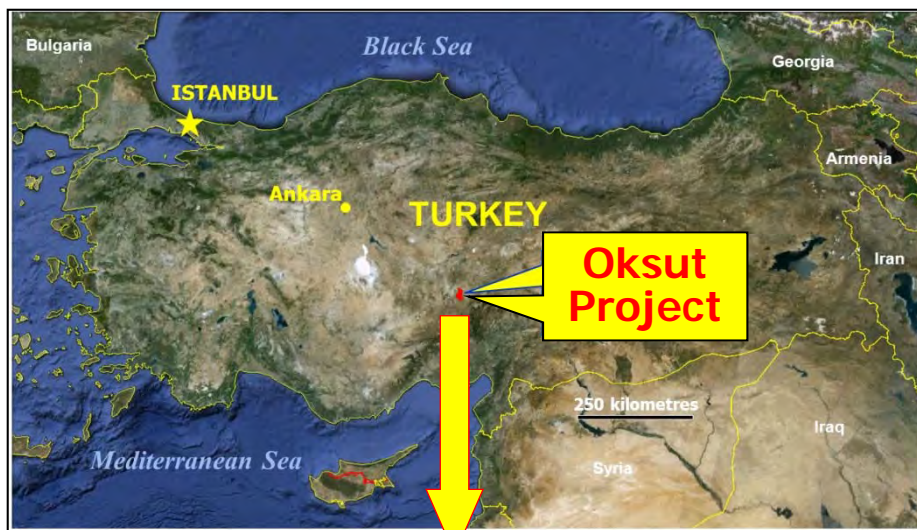 Bulgaria
Black Sea
Georgia
ISTANBUL
Armenia
Ankara
TURKEY
Iran
Oksut
Project
250 kilometres
Iraq
Mediterranean Sea
Syria